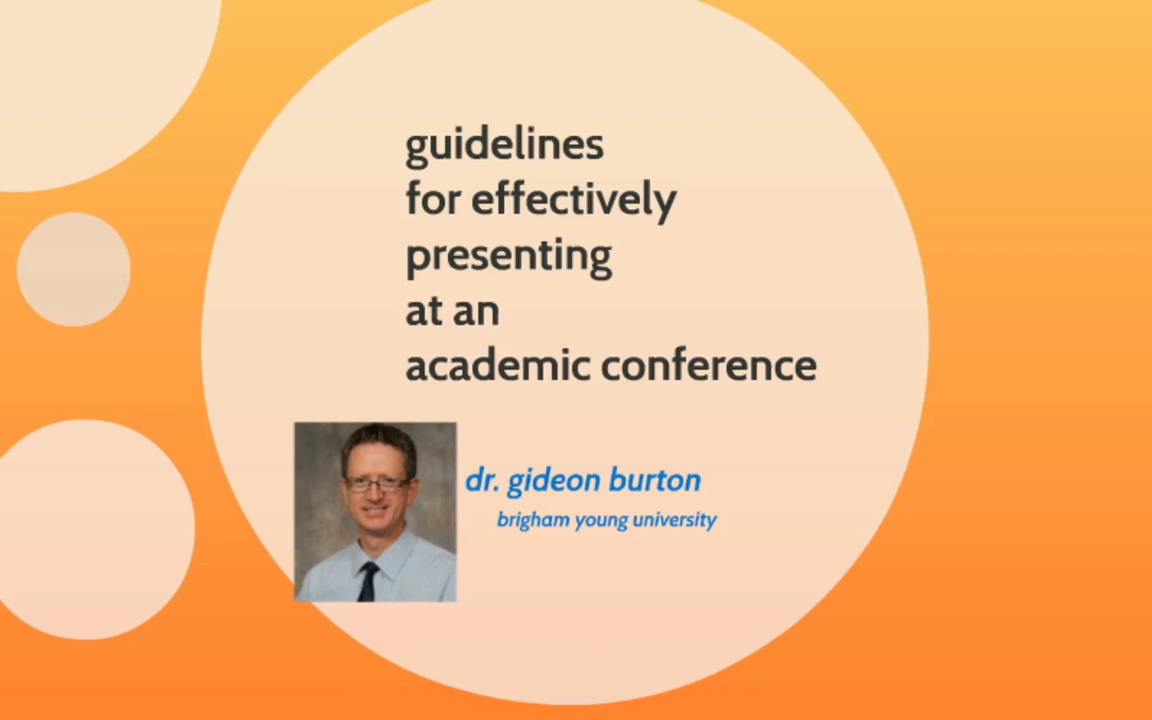 guidelines
for effectively
presenting
at an
academic conference
dr. gideon burton
brigham young university